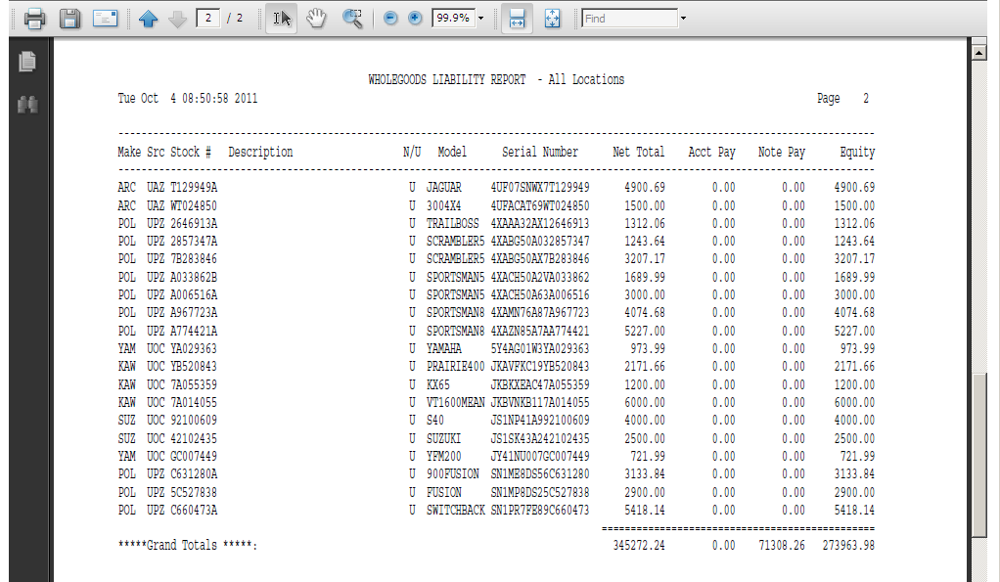 2 / 2 99.9% Find
WHOLEGOODS LIABILITY REPORT - All Locations
Tue Oct 4 08:50:58 2011 Page 2
Make Src Stock # Description N/U Model Serial Number Net Total Acct Pay Note Pay Equity
ARC UAZ T129949A U JAGUAR 4UF07SNWX7T129949 4900.69 0.00 0.00 4900.69
ARC UAZ WT024850 U 3004X4 4UFACAT69WT024850 1500.00 0.00 0.00 1500.00
POL UPZ 2646913A U TRAILBOSS 4XAAA32AX12646913 1312.06 0.00 0.00 1312.06
POL UPZ 2857347A U SCRAMBLER5 4XABG50A032857347 1243.64 0.00 0.00 1243.64
POL UPZ 7B283846 U SCRAMBLER5 4XABG50AX7B283846 3207.17 0.00 0.00 3207.17
POL UPZ A033862B U SPORTSMAN5 4XACH50A2VA033862 1689.99 0.00 0.00 1689.99
POL UPZ A006516A U SPORTSMAN5 4XACH50A63A006516 3000.00 0.00 0.00 3000.00
POL UPZ A967723A U SPORTSMAN8 4XAMN76A87A967723 4074.68 0.00 0.00 4074.68
POL UPZ A774421A U SPORTSMAN8 4XAZN85A7AA774421 5227.00 0.00 0.00 5227.00
YAM UOC YA029363 U YAMAHA 5Y4AG01W3YA029363 973.99 0.00 0.00 973.99
KAW UOC YB520843 U PRAIRIE400 JKAVFKC19YB520843 2171.66 0.00 0.00 2171.66
KAW UOC 7A055359 U KX65 JKBKXEAC47A055359 1200.00 0.00 0.00 1200.00
KAW UOC 7A014055 U VT1600MEAN JKBVNKB117A014055 6000.00 0.00 0.00 6000.00
SUZ UOC 92100609 U S40 JS1NP41A992100609 4000.00 0.00 0.00 4000.00
SUZ UOC 42102435 U SUZUKI JS1SK43A242102435 2500.00 0.00 0.00 2500.00
YAM UOC GC007449 U YFM200 JY41NU007GC007449 721.99 0.00 0.00 721.99
POL UPZ C631280A U 900FUSION SN1ME8DS56C631280 3133.84 0.00 0.00 3133.84
POL UPZ 5C527838 U FUSION SN1MP8DS25C527838 2900.00 0.00 0.00 2900.00
POL UPZ C660473A U SWITCHBACK SN1PR7FE89C660473 5418.14 0.00 0.00 5418.14
*****Grand Totals *****: 345272.24 0.00 71308.26 273963.98